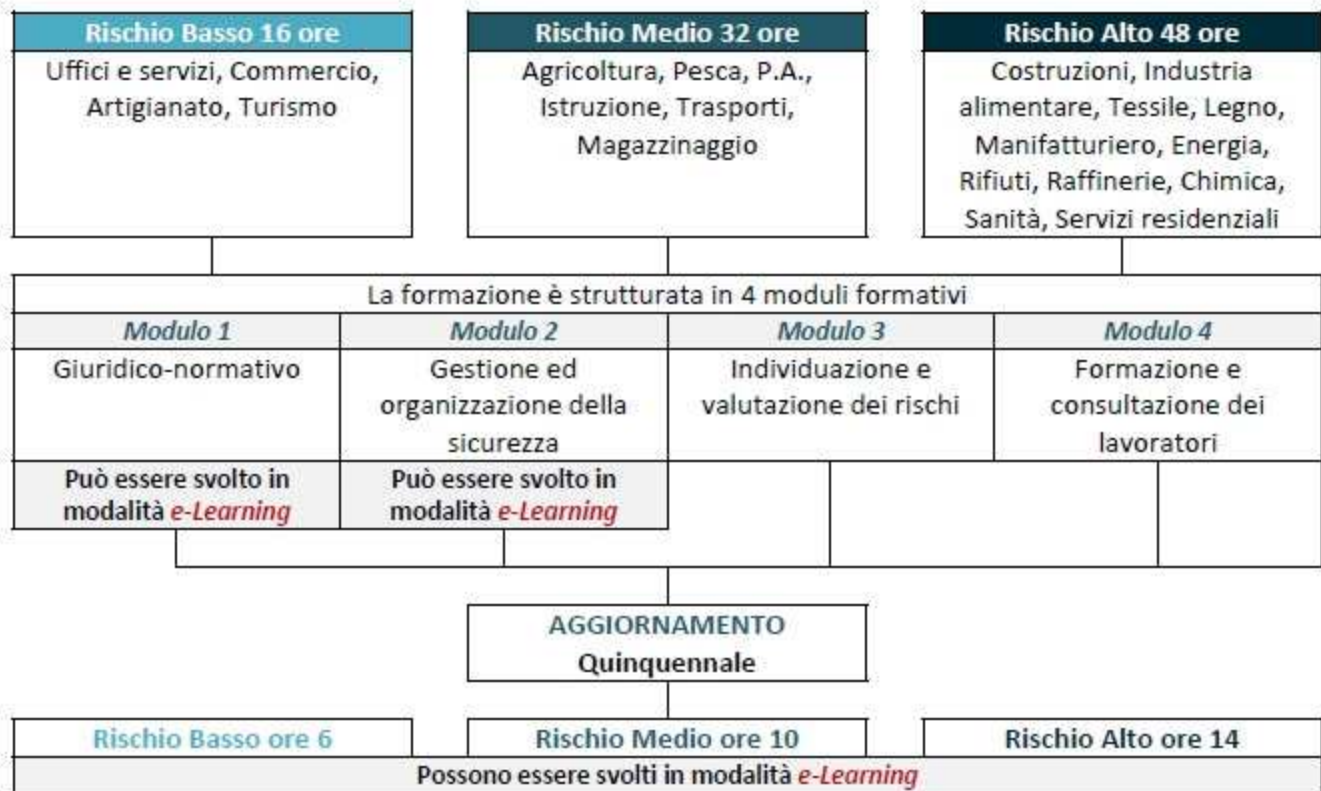 Rischio Basso 16 ore
Uffici e servizi, Commercio,
Artigianato, Turismo
Rischio Medio 32 ore
Agricoltura, Pesca, P.A.,
Istruzione, Trasporti,
Magazzinaggio
Rischio Alto 48 ore
Costruzioni, Industria
alimentare, Tessile, Legno,
Manifatturiero, Energia,
Rifiuti, Raffinerie, Chimica,
Sanità, Servizi residenziali
La formazione è strutturata in 4 moduli formativi
Modulo 1
Giuridico-normativo
Può essere svolto in
modalità e-Learning
Modulo 2
Gestione ed
organizzazione della
sicurezza
Può essere svolto in
modalità e-Learning
Modulo 3
Individuazione e
valutazione dei rischi
Modulo 4
Formazione e
consultazione dei
lavoratori
AGGIORNAMENTO
Quinquennale
Rischio Basso ore 6
Rischio Medio ore 10
Rischio Alto ore 14
Possono essere svolti in modalità e-Learning